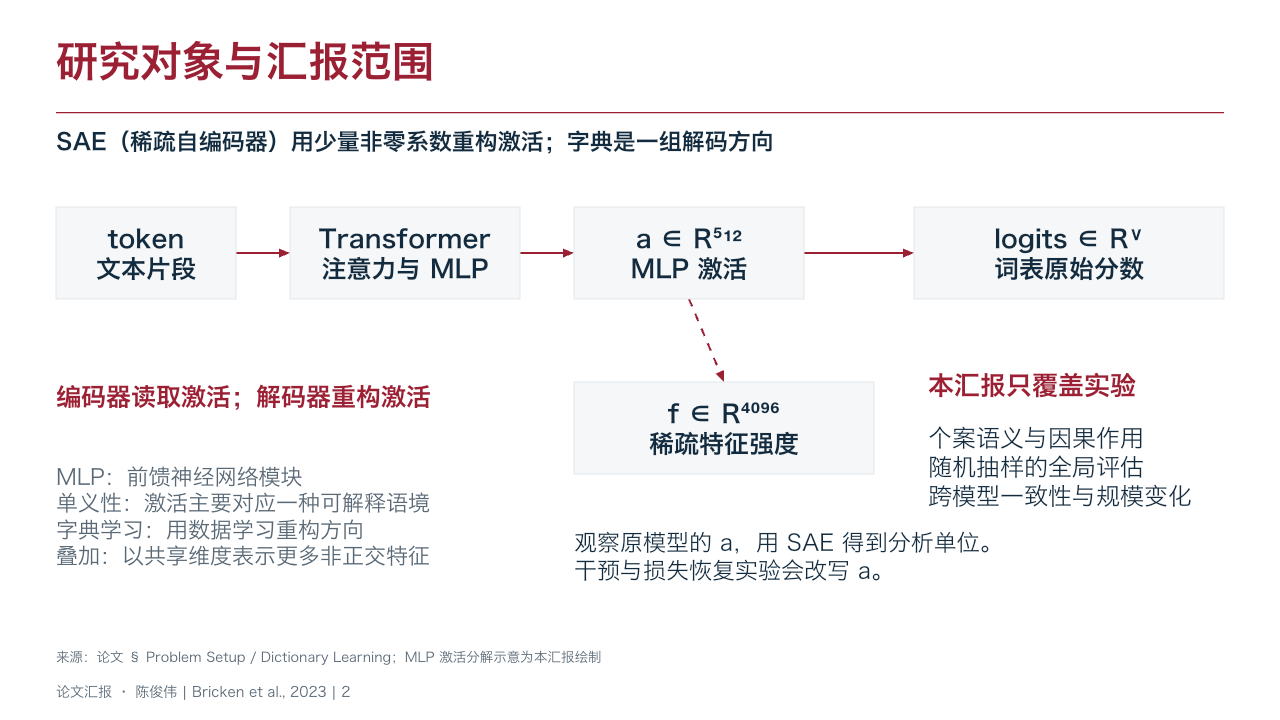 研究对象与汇报范围
SAE（稀疏自编码器）用少量非零系数重构激活；字典是一组解码方向
token
文本片段
Transformer
注意力与 MLP
a ∈ R⁵¹²
MLP 激活
logits ∈ Rⱽ
词表原始分数
编码器读取激活；解码器重构激活
MLP：前馈神经网络模块
单义性：激活主要对应一种可解释语境
字典学习：用数据学习重构方向
叠加：以共享维度表示更多非正交特征
f ∈ R⁴⁰⁹⁶
稀疏特征强度
观察原模型的 a，用 SAE 得到分析单位。
干预与损失恢复实验会改写 a。
本汇报只覆盖实验
个案语义与因果作用
随机抽样的全局评估
跨模型一致性与规模变化
来源：论文 § Problem Setup / Dictionary Learning；MLP 激活分解示意为本汇报绘制
论文汇报 · 陈俊伟 | Bricken et al., 2023 | 2